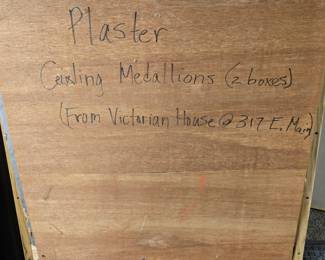 Plaster
Ceiling Medallions (2 boxes)
(From Victorian House @ 317 E. Main)